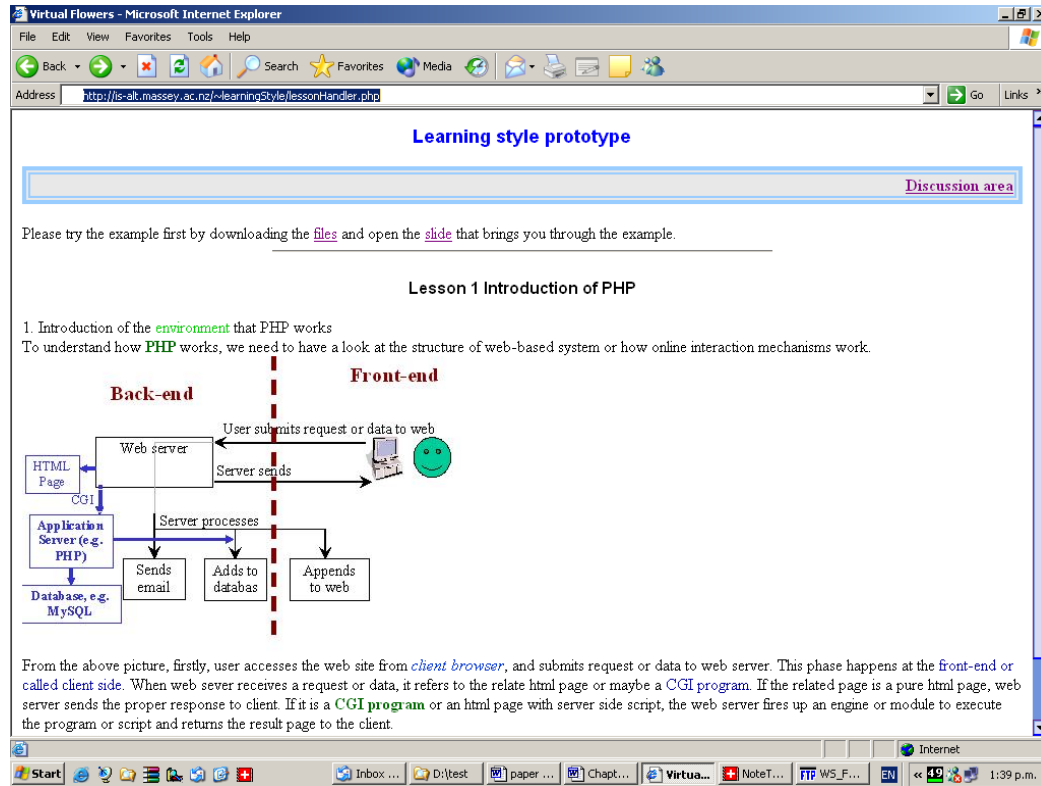 Virtual Flowers - Microsoft Internet Explorer
File Edit View Favorites Tools Help
Back Search Favorites Media
Address http://is-alt.massey.ac.nz/~learningStyle/lessonHandler.php Go Links
Learning style prototype
Discussion area
Please try the example first by downloading the files and open the slide that brings you through the example.
Lesson 1 Introduction of PHP
1. Introduction of the environment that PHP works
To understand how PHP works, we need to have a look at the structure of web-based system or how online interaction mechanisms work.
Front-end
Back-end
User submits request or data to web
Web server
HTML
Page
Server sends
CGI
Application
Server (e.g.
PHP)
Server processes
Sends
email
Adds to
databas
Appends
to web
Database, e.g.
MySQL
From the above picture, firstly, user accesses the web site from client browser, and submits request or data to web server. This phase happens at the front-end or
called client side. When web sever receives a request or data, it refers to the relate html page or maybe a CGI program. If the related page is a pure html page, web
server sends the proper response to client. If it is a CGI program or an html page with server side script, the web server fires up an engine or module to execute
the program or script and returns the result page to the client.
Internet
Start Inbox ... D:\test paper ... Chapt... Virtua... NoteT... FTP WS_F... EN « 49 1:39 p.m.